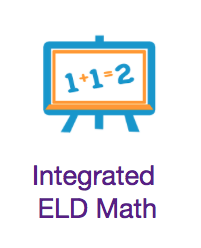 1+1=2
Integrated
ELD Math